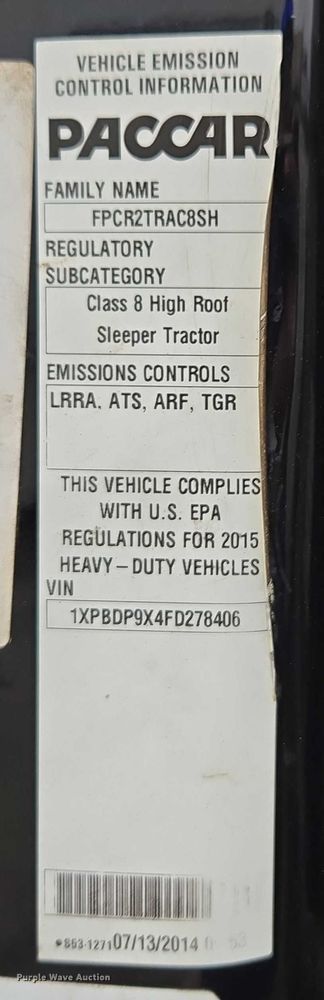 VEHICLE EMISSION
CONTROL INFORMATION
PACCAR
FAMILY NAME
FPCR2TRAC8SH
REGULATORY
SUBCATEGORY
Class 8 High Roof
Sleeper Tractor
EMISSIONS CONTROLS
LRRA, ATS, ARF, TGR
THIS VEHICLE COMPLIES
WITH U.S. EPA
REGULATIONS FOR 2015
HEAVY-DUTY VEHICLES
VIN
1XPBDP9X4FD278406
853-1271 07/13/2014
Purple Wave Auction